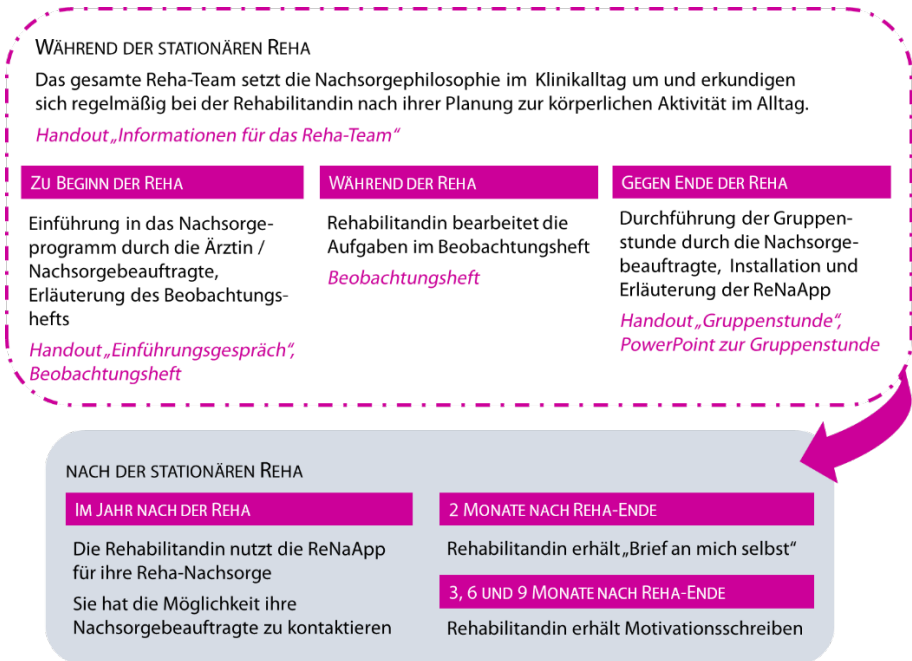 WÄHREND DER STATIONÄREN REHA
Das gesamte Reha-Team setzt die Nachsorgephilosophie im Klinikalltag um und erkundigen
sich regelmäßig bei der Rehabilitandin nach ihrer Planung zur körperlichen Aktivität im Alltag.
Handout „Informationen für das Reha-Team“
ZU BEGINN DER REHA
Einführung in das Nachsorge-
programm durch die Ärztin /
Nachsorgebeauftragte,
Erläuterung des Beobachtungs-
hefts
Handout „Einführungsgespräch“,
Beobachtungsheft
WÄHREND DER REHA
Rehabilitandin bearbeitet die
Aufgaben im Beobachtungsheft
Beobachtungsheft
GEGEN ENDE DER REHA
Durchführung der Gruppen-
stunde durch die Nachsorge-
beauftragte, Installation und
Erläuterung der ReNaApp
Handout „Gruppenstunde“,
PowerPoint zur Gruppenstunde
NACH DER STATIONÄREN REHA
IM JAHR NACH DER REHA
Die Rehabilitandin nutzt die ReNaApp
für ihre Reha-Nachsorge
Sie hat die Möglichkeit ihre
Nachsorgebeauftragte zu kontaktieren
2 MONATE NACH REHA-ENDE
Rehabilitandin erhält „Brief an mich selbst“
3, 6 UND 9 MONATE NACH REHA-ENDE
Rehabilitandin erhält Motivationsschreiben